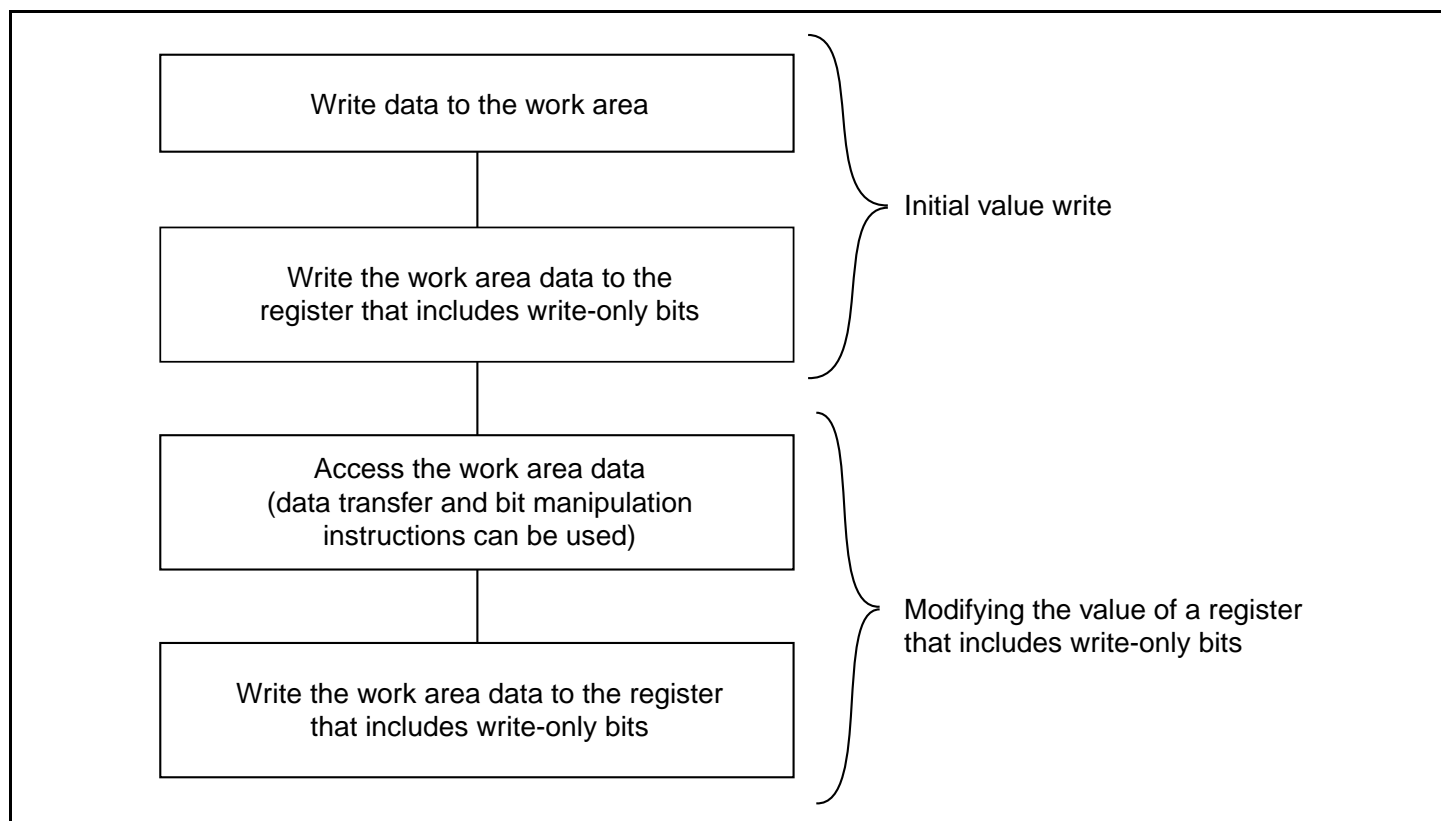 Write data to the work area
Initial value write
Write the work area data to the
register that includes write-only bits
Access the work area data
(data transfer and bit manipulation
instructions can be used)
Modifying the value of a register
that includes write-only bits
Write the work area data to the register
that includes write-only bits